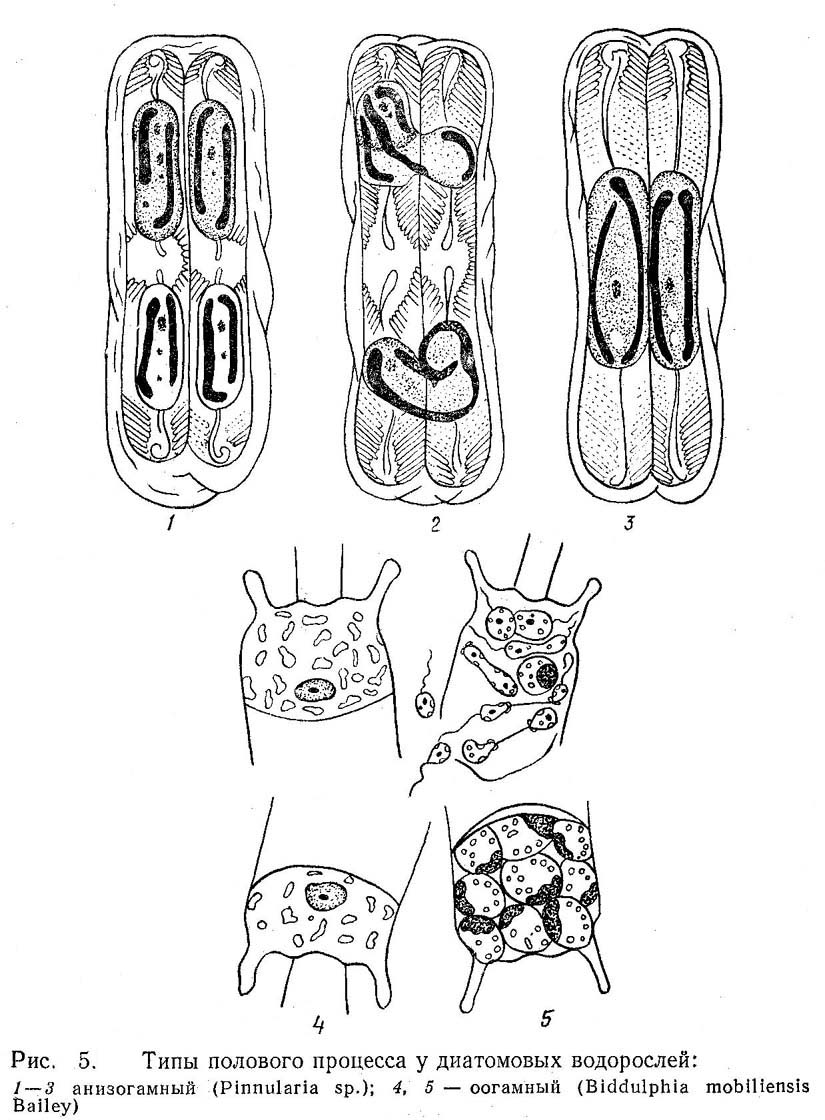 1 2 3
4 5
Рис. 5. Типы полового процесса у диатомовых водорослей:
1—3 анизогамный (Pinnularia sp.); 4, 5 — оогамный (Biddulphia mobiliensis
Bailey)